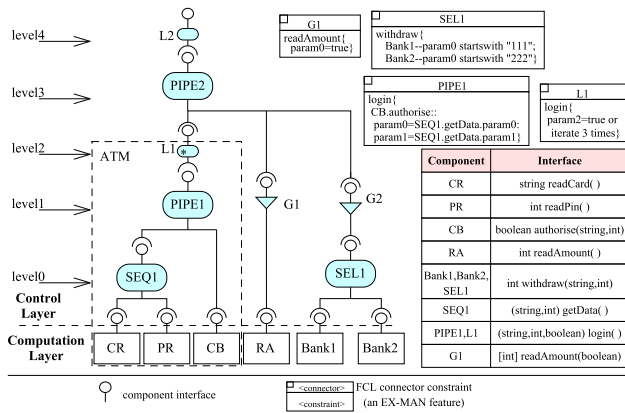 level4
L2
G1
readAmount{
param0=true}
SEL1
withdraw{
Bank1--param0 startswith "111";
Bank2--param0 startswith "222"}
level3
PIPE2
PIPE1
login{
CB.authorise::
param0=SEQ1.getData.param0:
param1=SEQ1.getData.param1}
L1
login{
param2=true or
iterate 3 times}
level2
ATM
L1
*
level1
PIPE1
G1
G2
level0
SEQ1
SEL1
Control
Layer
Computation
Layer
CR
PR
CB
RA
Bank1
Bank2
Component Interface
CR string readCard( )
PR int readPin( )
CB boolean authorise(string,int)
RA int readAmount( )
Bank1,Bank2,
SEL1 int withdraw(string,int)
SEQ1 (string,int) getData( )
PIPE1,L1 (string,int,boolean) login( )
G1 [int] readAmount(boolean)
component interface
<connector>
<constraint>
FCL connector constraint
(an EX-MAN feature)